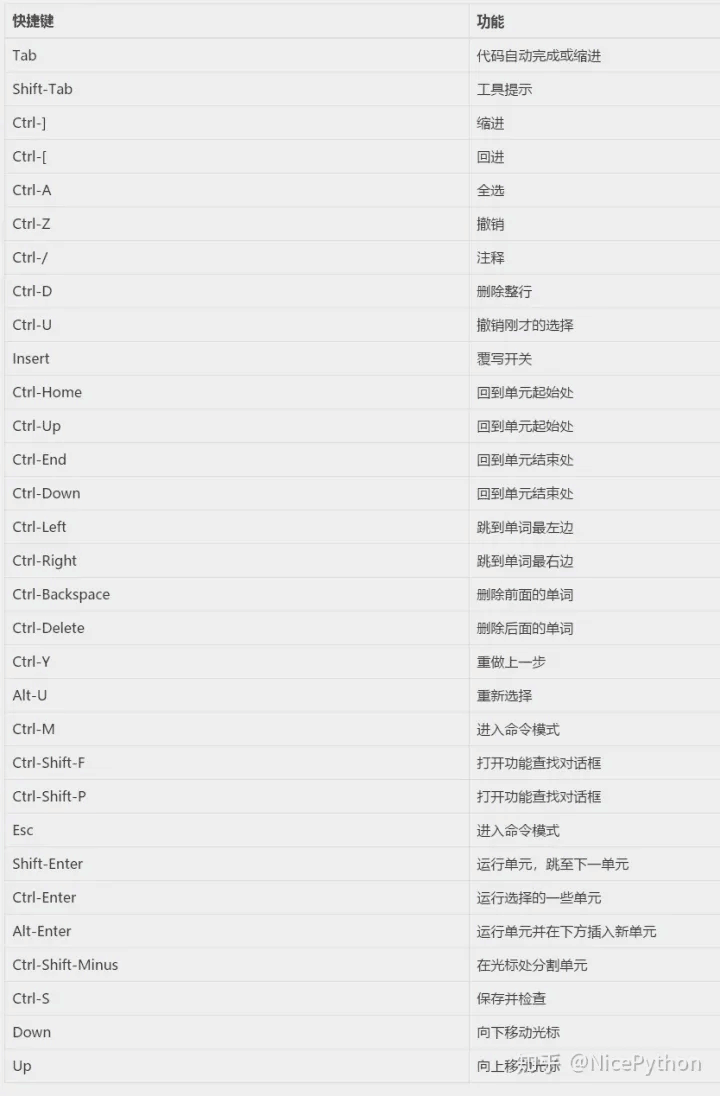 快捷键 功能
Tab 代码自动完成或缩进
Shift-Tab 工具提示
Ctrl-] 缩进
Ctrl-[ 回进
Ctrl-A 全选
Ctrl-Z 撤销
Ctrl-/ 注释
Ctrl-D 删除整行
Ctrl-U 撤销刚才的选择
Insert 覆写开关
Ctrl-Home 回到单元起始处
Ctrl-Up 回到单元起始处
Ctrl-End 回到单元结束处
Ctrl-Down 回到单元结束处
Ctrl-Left 跳到单词最左边
Ctrl-Right 跳到单词最右边
Ctrl-Backspace 删除前面的单词
Ctrl-Delete 删除后面的单词
Ctrl-Y 重做上一步
Alt-U 重新选择
Ctrl-M 进入命令模式
Ctrl-Shift-F 打开功能查找对话框
Ctrl-Shift-P 打开功能查找对话框
Esc 进入命令模式
Shift-Enter 运行单元，跳至下一单元
Ctrl-Enter 运行选择的一些单元
Alt-Enter 运行单元并在下方插入新单元
Ctrl-Shift-Minus 在光标处分割单元
Ctrl-S 保存并检查
Down 向下移动光标
Up 向上移动光标
知乎 @NicePython